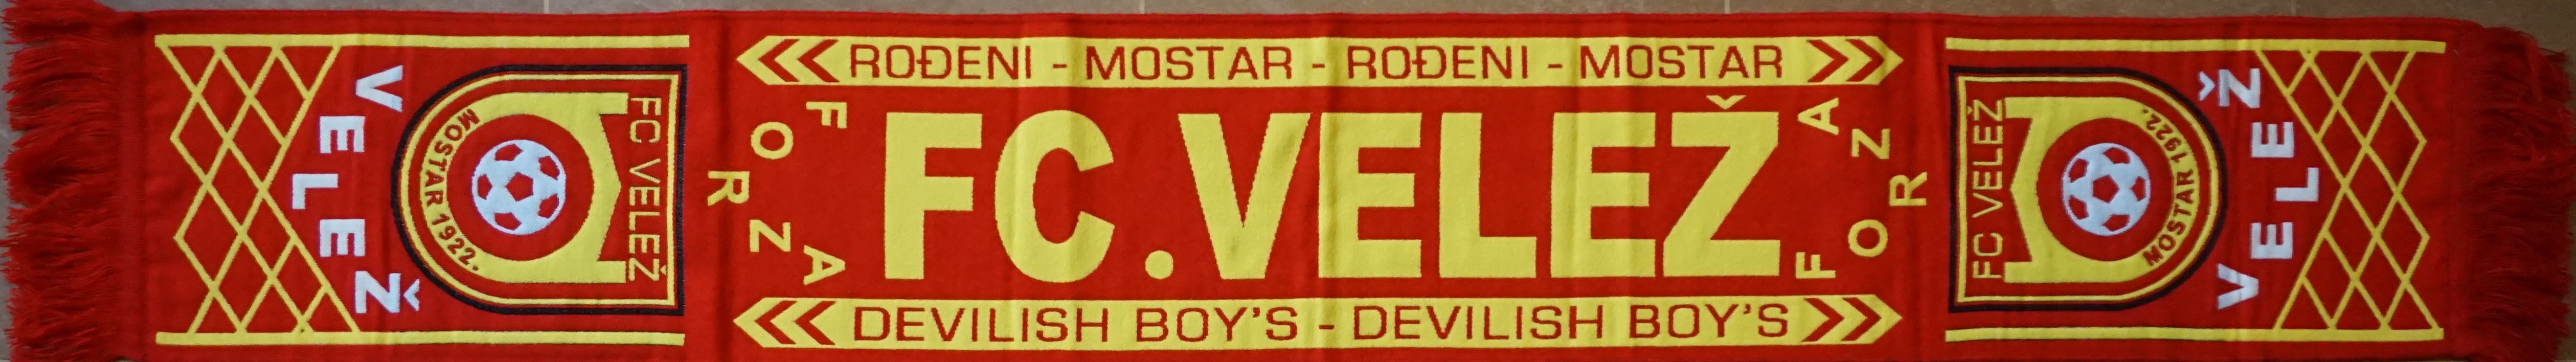 VELEŽ
FC VELEŽ
MOSTAR 1922.
ROĐENI - MOSTAR - ROĐENI - MOSTAR
FORZA
FC.VELEŽ
FORZA
DEVILISH BOY'S - DEVILISH BOY'S
FC VELEŽ
MOSTAR 1922.
VELEŽ